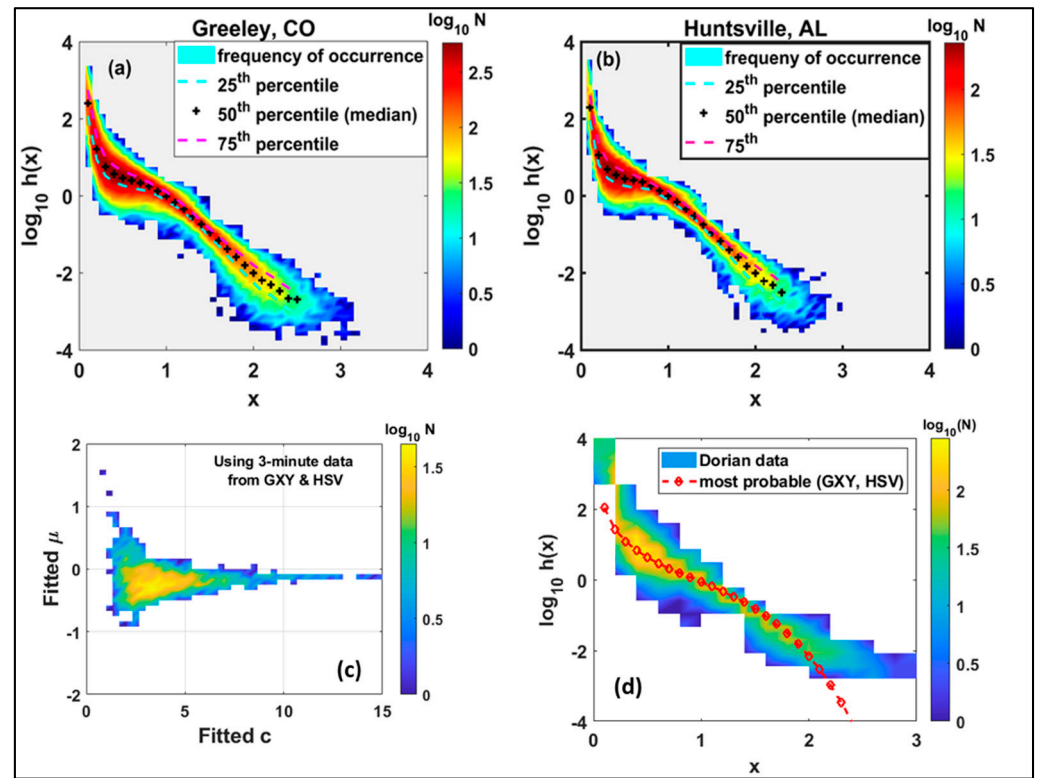 Greeley, CO
log10 N
(a)
frequency of occurrence
25th percentile
50th percentile (median)
75th percentile
4
2
0
-2
-4
log10 h(x)
0 1 2 3 4
x
2.5
2
1.5
1
0.5
0
Huntsville, AL
log10 N
(b)
frequeny of occurrence
25th percentile
50th percentile (median)
75th
4
2
0
-2
-4
log10 h(x)
0 1 2 3 4
x
2
1.5
1
0.5
0
log10 N
Using 3-minute data
from GXY & HSV
2
1
0
-1
-2
Fitted μ
(c)
0 5 10 15
Fitted c
1.5
1
0.5
0
log10(N)
Dorian data
most probable (GXY, HSV)
4
2
0
-2
-4
log10 h(x)
(d)
0 1 2 3
x
2
1.5
1
0.5
0